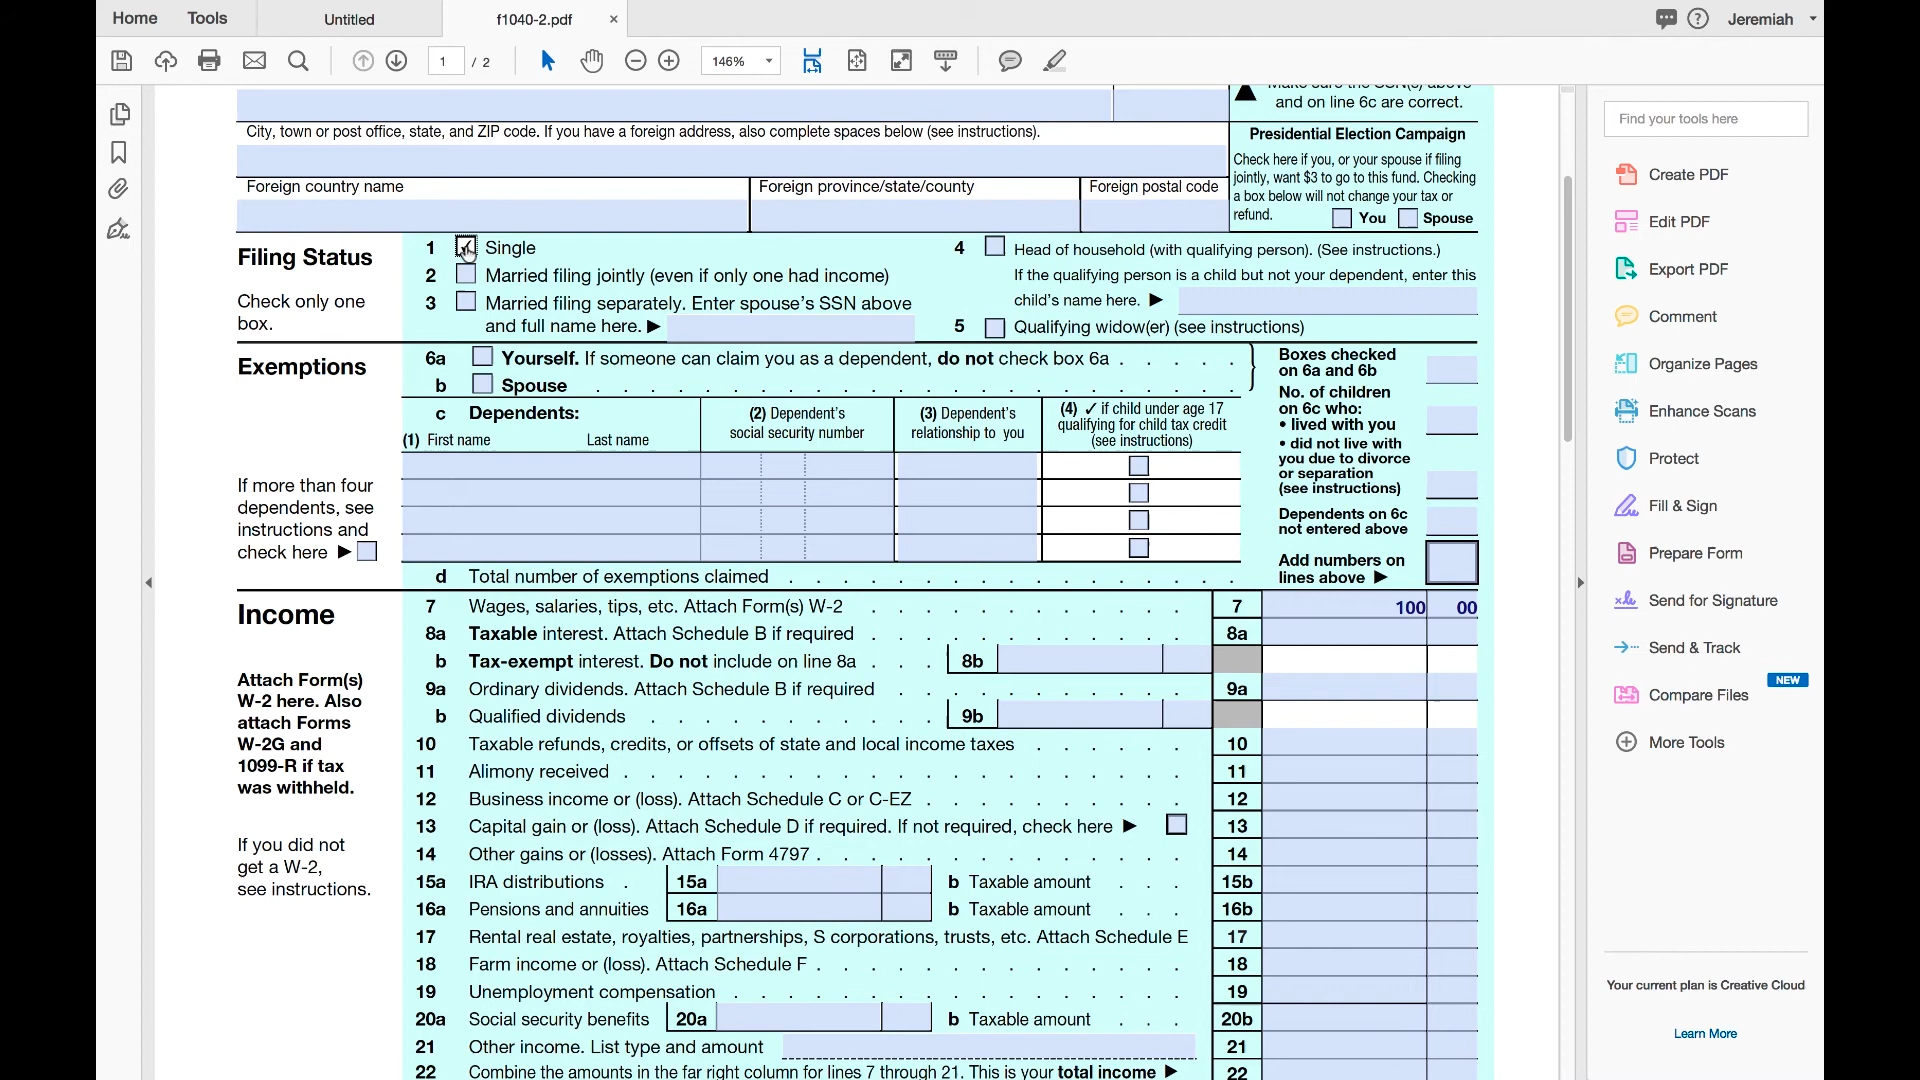 Home Tools Untitled f1040-2.pdf × Jeremiah
1 / 2 146%
Make sure the SSN(s) above
and on line 6c are correct.
City, town or post office, state, and ZIP code. If you have a foreign address, also complete spaces below (see instructions).
Presidential Election Campaign
Check here if you, or your spouse if filing
jointly, want $3 to go to this fund. Checking
a box below will not change your tax or
refund. You Spouse
Foreign country name Foreign province/state/county Foreign postal code
Filing Status
Check only one
box.
1 Single
2 Married filing jointly (even if only one had income)
3 Married filing separately. Enter spouse's SSN above
and full name here. ▶
4 Head of household (with qualifying person). (See instructions.)
If the qualifying person is a child but not your dependent, enter this
child's name here. ▶
5 Qualifying widow(er) (see instructions)
Exemptions
6a Yourself. If someone can claim you as a dependent, do not check box 6a . . . . .
b Spouse . . . . . . . . . . . .
c Dependents:
(1) First name Last name
(2) Dependent's
social security number
(3) Dependent's
relationship to you
(4) ✓ if child under age 17
qualifying for child tax credit
(see instructions)
If more than four
dependents, see
instructions and
check here ▶
d Total number of exemptions claimed . . . . . . . . .
Boxes checked
on 6a and 6b
No. of children
on 6c who:
• lived with you
• did not live with
you due to divorce
or separation
(see instructions)
Dependents on 6c
not entered above
Add numbers on
lines above ▶
Income
Attach Form(s)
W-2 here. Also
attach Forms
W-2G and
1099-R if tax
was withheld.
If you did not
get a W-2,
see instructions.
7 Wages, salaries, tips, etc. Attach Form(s) W-2 . . . . . . 7 100 00
8a Taxable interest. Attach Schedule B if required . . . . . . 8a
b Tax-exempt interest. Do not include on line 8a . . . 8b
9a Ordinary dividends. Attach Schedule B if required . . . . . . 9a
b Qualified dividends . . . . . . 9b
10 Taxable refunds, credits, or offsets of state and local income taxes . . . 10
11 Alimony received . . . . . . . . . . . 11
12 Business income or (loss). Attach Schedule C or C-EZ . . . . . 12
13 Capital gain or (loss). Attach Schedule D if required. If not required, check here ▶ 13
14 Other gains or (losses). Attach Form 4797 . . . . . . . 14
15a IRA distributions . 15a b Taxable amount . . . 15b
16a Pensions and annuities 16a b Taxable amount . . . 16b
17 Rental real estate, royalties, partnerships, S corporations, trusts, etc. Attach Schedule E 17
18 Farm income or (loss). Attach Schedule F . . . . . . . 18
19 Unemployment compensation . . . . . . . . . 19
20a Social security benefits 20a b Taxable amount . . . 20b
21 Other income. List type and amount 21
22 Combine the amounts in the far right column for lines 7 through 21. This is your total income ▶ 22
Find your tools here
Create PDF
Edit PDF
Export PDF
Comment
Organize Pages
Enhance Scans
Protect
Fill & Sign
Prepare Form
Send for Signature
Send & Track
NEW
Compare Files
More Tools
Your current plan is Creative Cloud
Learn More